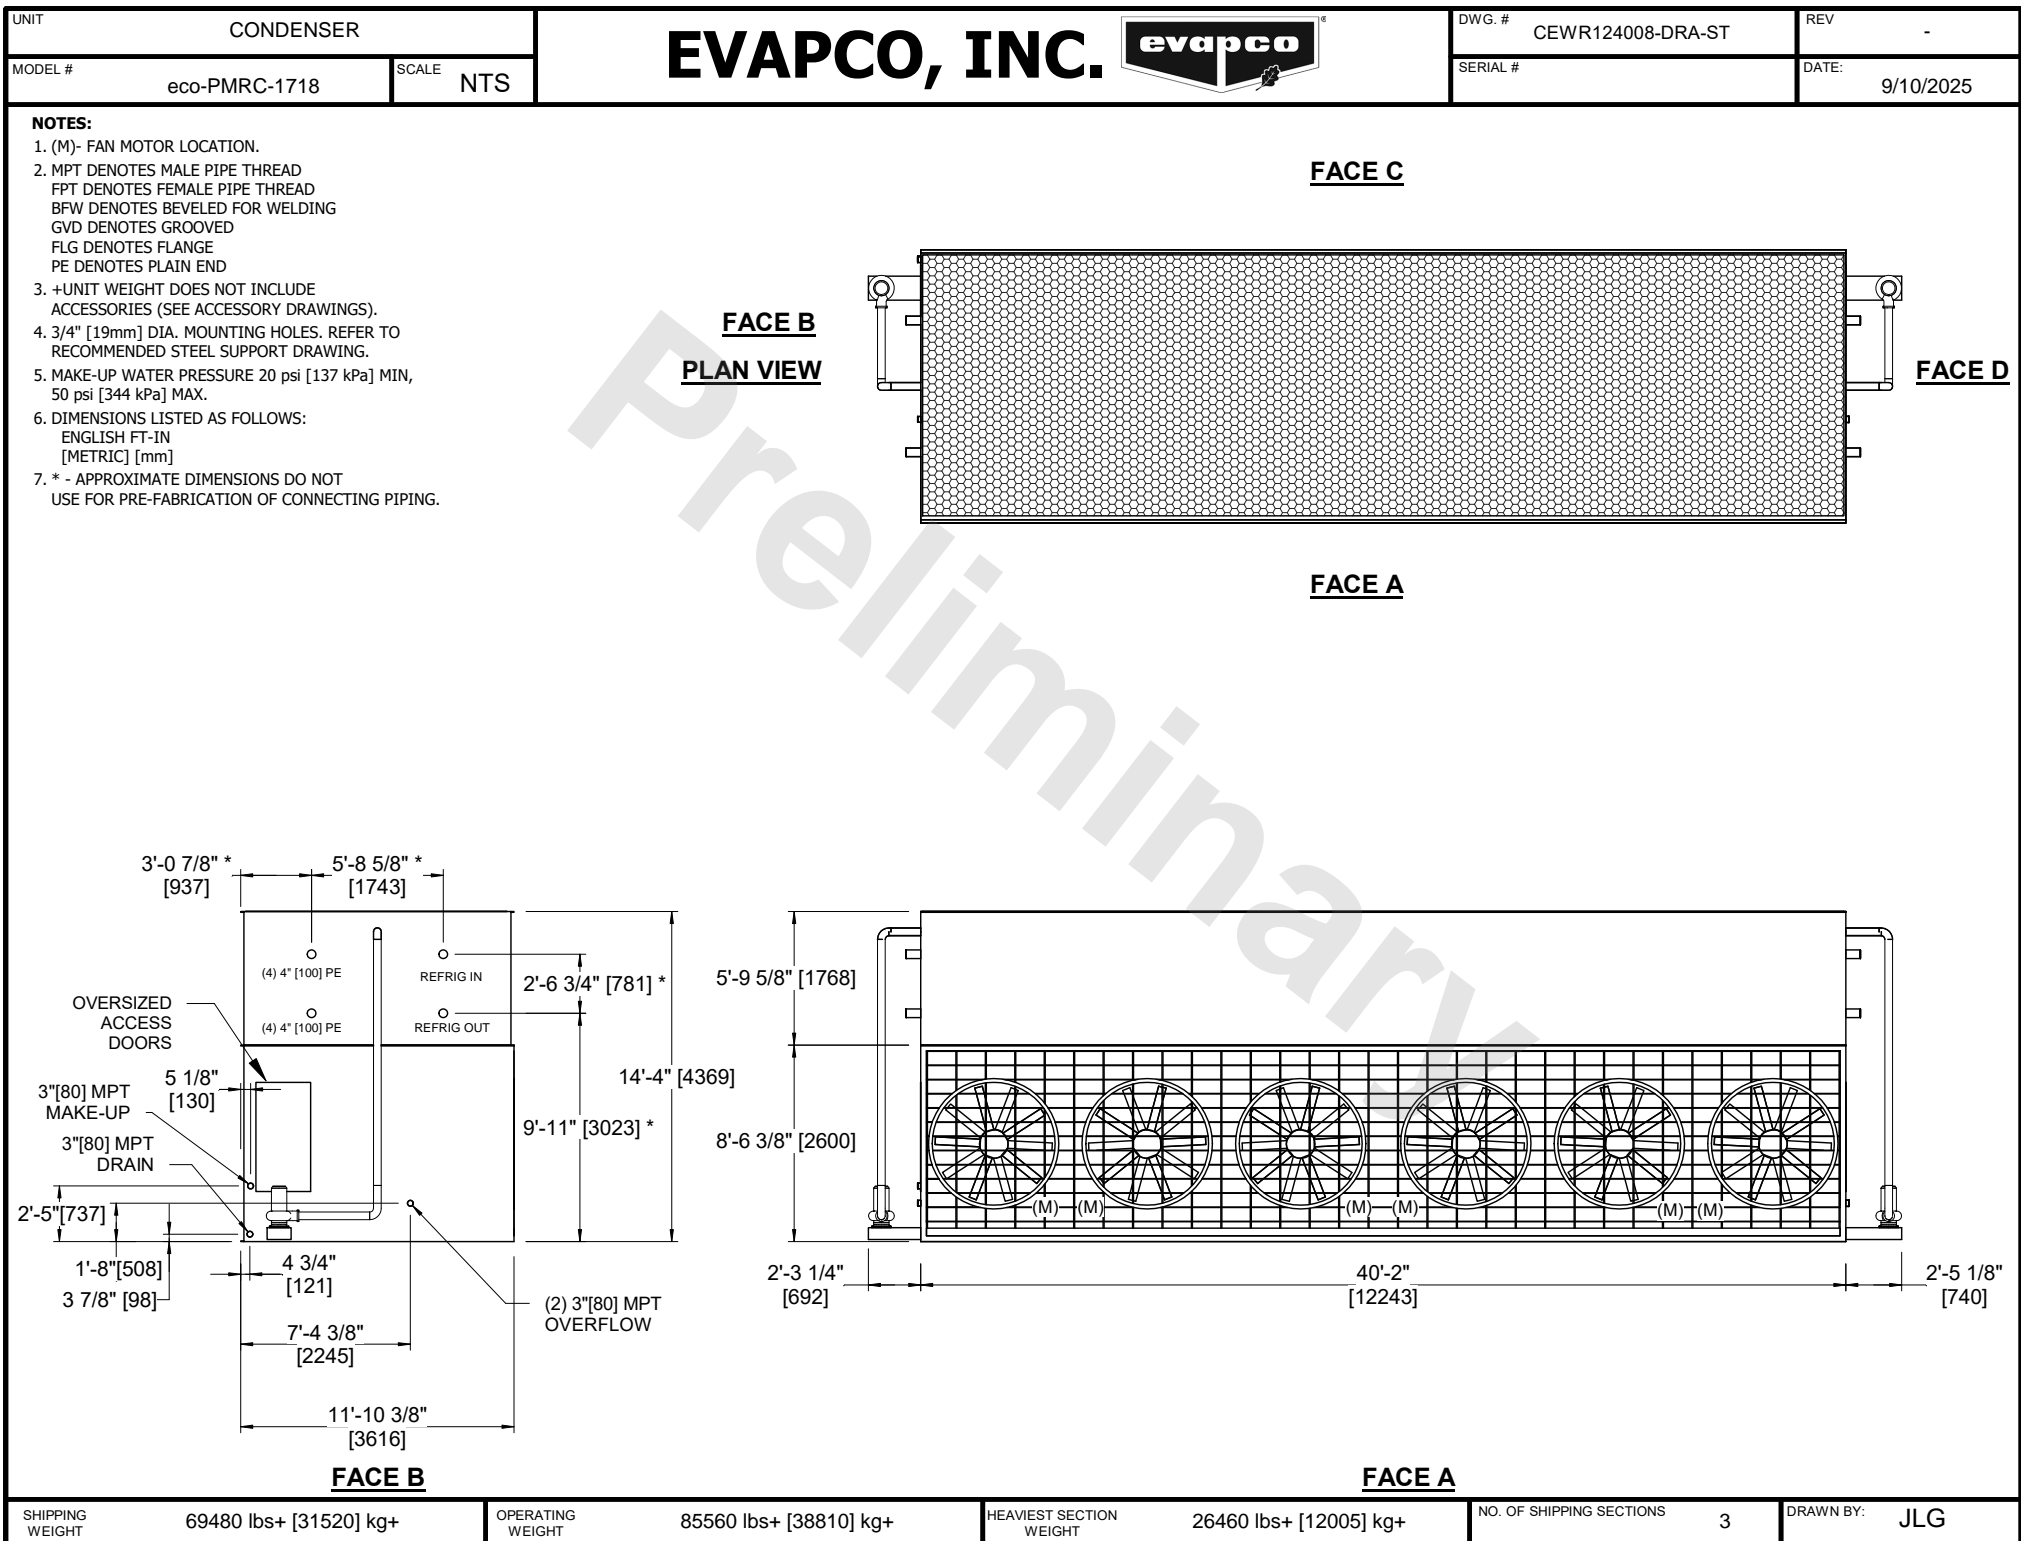 UNIT
CONDENSER
MODEL #
eco-PMRC-1718
SCALE
NTS
EVAPCO, INC.
evapco
®
DWG. #
CEWR124008-DRA-ST
REV
-
SERIAL #
DATE:
9/10/2025
NOTES:
1. (M)- FAN MOTOR LOCATION.
2. MPT DENOTES MALE PIPE THREAD
FPT DENOTES FEMALE PIPE THREAD
BFW DENOTES BEVELED FOR WELDING
GVD DENOTES GROOVED
FLG DENOTES FLANGE
PE DENOTES PLAIN END
3. +UNIT WEIGHT DOES NOT INCLUDE
ACCESSORIES (SEE ACCESSORY DRAWINGS).
4. 3/4" [19mm] DIA. MOUNTING HOLES. REFER TO
RECOMMENDED STEEL SUPPORT DRAWING.
5. MAKE-UP WATER PRESSURE 20 psi [137 kPa] MIN,
50 psi [344 kPa] MAX.
6. DIMENSIONS LISTED AS FOLLOWS:
ENGLISH FT-IN
[METRIC] [mm]
7. * - APPROXIMATE DIMENSIONS DO NOT
USE FOR PRE-FABRICATION OF CONNECTING PIPING.
FACE C
FACE B
PLAN VIEW
FACE D
FACE A
Preliminary
3'-0 7/8" *
[937]
5'-8 5/8" *
[1743]
(4) 4" [100] PE
REFRIG IN
(4) 4" [100] PE
REFRIG OUT
2'-6 3/4" [781] *
OVERSIZED
ACCESS
DOORS
5 1/8"
[130]
3"[80] MPT
MAKE-UP
3"[80] MPT
DRAIN
14'-4" [4369]
9'-11" [3023] *
2'-5"[737]
1'-8"[508]
3 7/8" [98]
4 3/4"
[121]
(2) 3"[80] MPT
OVERFLOW
7'-4 3/8"
[2245]
11'-10 3/8"
[3616]
FACE B
5'-9 5/8" [1768]
8'-6 3/8" [2600]
(M) (M) (M) (M) (M) (M)
2'-3 1/4"
[692]
40'-2"
[12243]
2'-5 1/8"
[740]
FACE A
SHIPPING
WEIGHT
69480 lbs+ [31520] kg+
OPERATING
WEIGHT
85560 lbs+ [38810] kg+
HEAVIEST SECTION
WEIGHT
26460 lbs+ [12005] kg+
NO. OF SHIPPING SECTIONS
3
DRAWN BY:
JLG